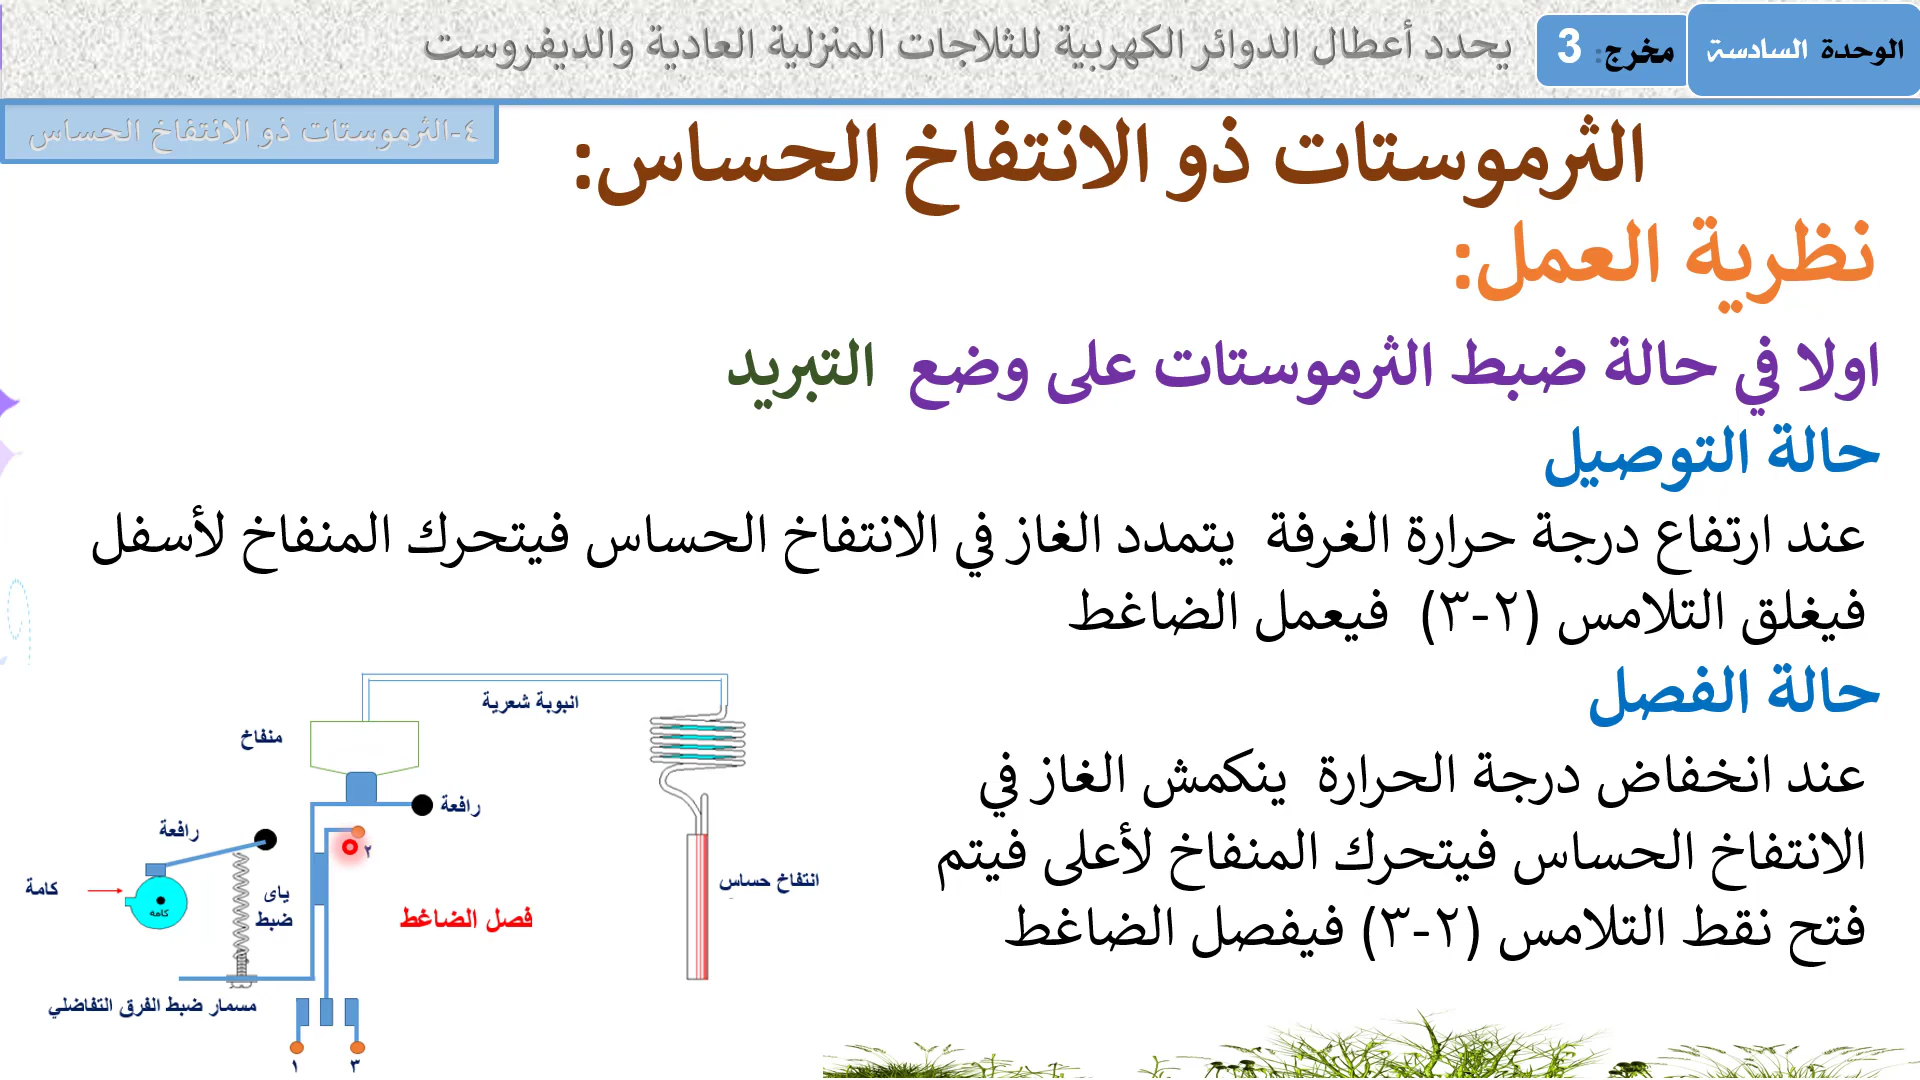 الوحدة السادسة
مخرج: 3
يحدد أعطال الدوائر الكهربية للثلاجات المنزلية العادية والديفروست
٤-الثرموستات ذو الانتفاخ الحساس
الثرموستات ذو الانتفاخ الحساس:
نظرية العمل:
اولا في حالة ضبط الثرموستات على وضع التبريد
حالة التوصيل
عند ارتفاع درجة حرارة الغرفة يتمدد الغاز في الانتفاخ الحساس فيتحرك المنفاخ لأسفل
فيغلق التلامس (٢-٣) فيعمل الضاغط
حالة الفصل
عند انخفاض درجة الحرارة ينكمش الغاز في
الانتفاخ الحساس فيتحرك المنفاخ لأعلى فيتم
فتح نقط التلامس (٢-٣) فيفصل الضاغط
انبوبة شعرية
منفاخ
رافعة
رافعة
٢
كامة
كامه
ياى
ضبط
انتفاخ حساس
فصل الضاغط
مسمار ضبط الفرق التفاضلي
١
٣